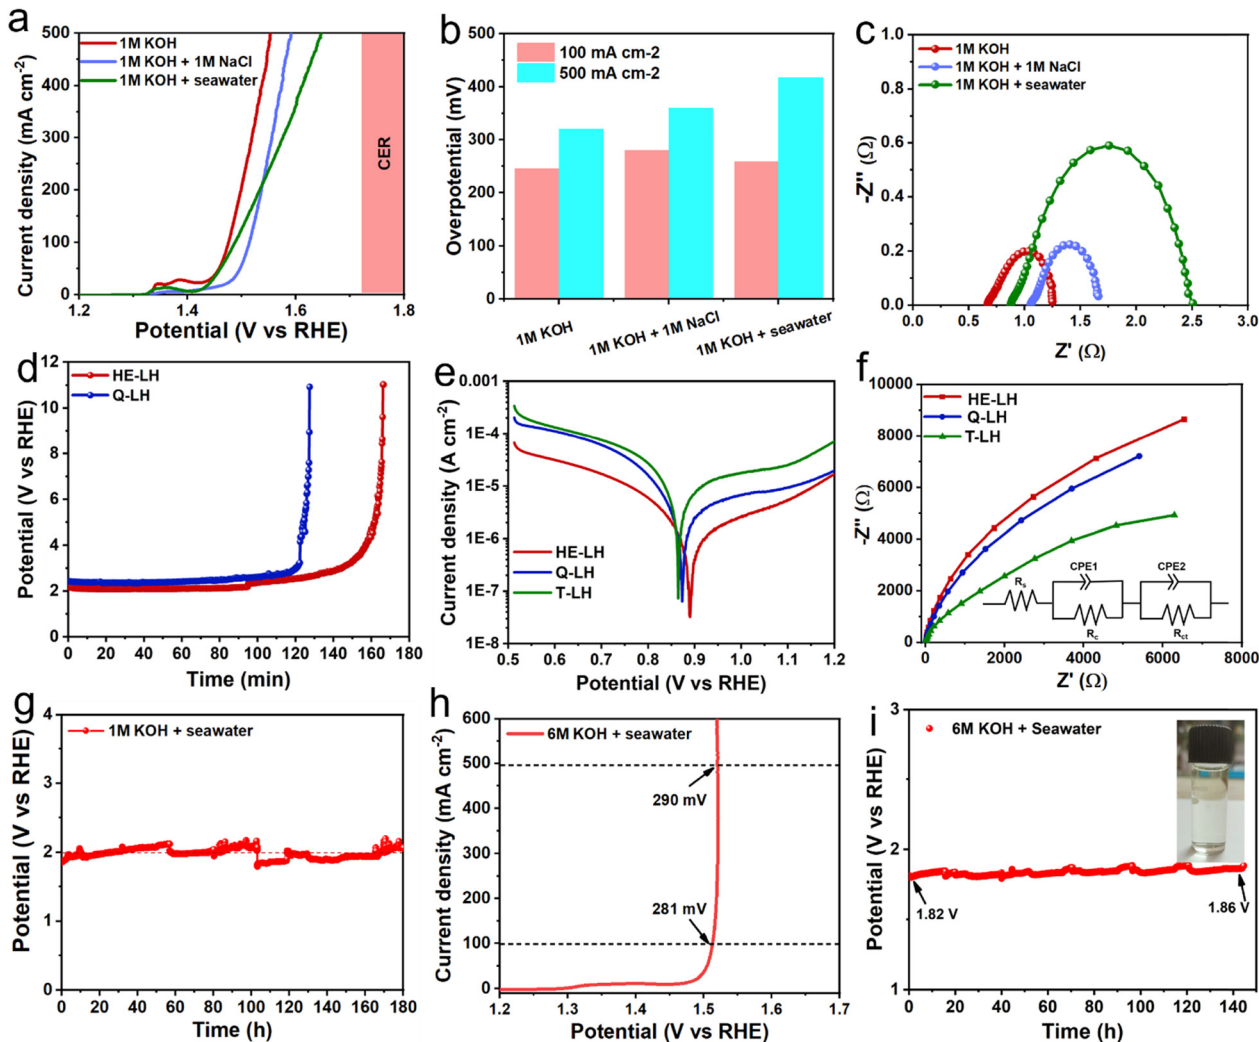 a
1M KOH
1M KOH + 1M NaCl
1M KOH + seawater
CER
500
400
300
200
100
0
1.2
1.4
1.6
1.8
Current density (mA cm-2)
Potential (V vs RHE)
b
100 mA cm-2
500 mA cm-2
500
400
300
200
100
0
Overpotential (mV)
1M KOH
1M KOH + 1M NaCl
1M KOH + seawater
c
1M KOH
1M KOH + 1M NaCl
1M KOH + seawater
1.0
0.8
0.6
0.4
0.2
0.0
0.0
0.5
1.0
1.5
2.0
2.5
3.0
-Z'' (Ω)
Z' (Ω)
d
HE-LH
Q-LH
12
10
8
6
4
2
0
0
20
40
60
80
100
120
140
160
180
Potential (V vs RHE)
Time (min)
e
0.001
1E-4
1E-5
1E-6
1E-7
1E-8
HE-LH
Q-LH
T-LH
0.5
0.6
0.7
0.8
0.9
1.0
1.1
1.2
Current density (A cm-2)
Potential (V vs RHE)
f
HE-LH
Q-LH
T-LH
10000
8000
6000
4000
2000
0
0
2000
4000
6000
8000
CPE1
CPE2
Rs
Rc
Rct
-Z'' (Ω)
Z' (Ω)
g
1M KOH + seawater
4
3
2
1
0
0
20
40
60
80
100
120
140
160
180
Potential (V vs RHE)
Time (h)
h
6M KOH + seawater
600
500
400
300
200
100
0
290 mV
281 mV
1.2
1.3
1.4
1.5
1.6
1.7
Current density (mA cm-2)
Potential (V vs RHE)
i
6M KOH + Seawater
3
2
1
1.82 V
1.86 V
0
20
40
60
80
100
120
140
Potential (V vs RHE)
Time (h)